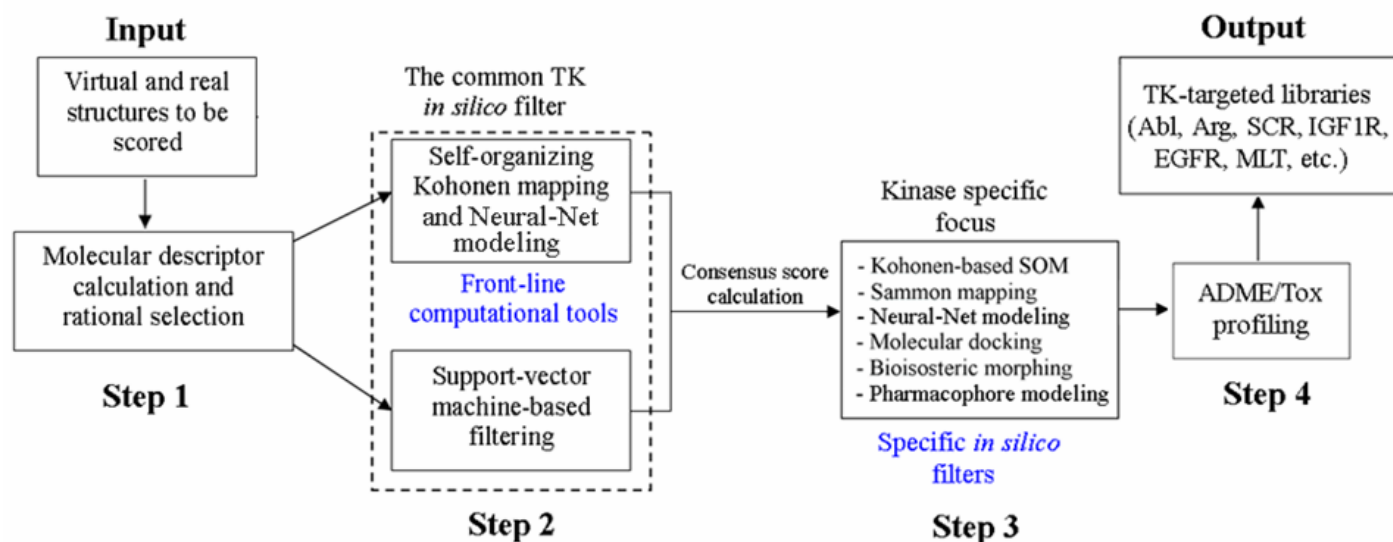 Input
Virtual and real
structures to be
scored
Molecular descriptor
calculation and
rational selection
Step 1
The common TK
in silico filter
Self-organizing
Kohonen mapping
and Neural-Net
modeling
Front-line
computational tools
Support-vector
machine-based
filtering
Step 2
Consensus score
calculation
Kinase specific
focus
- Kohonen-based SOM
- Sammon mapping
- Neural-Net modeling
- Molecular docking
- Bioisosteric morphing
- Pharmacophore modeling
Specific in silico
filters
Step 3
Output
TK-targeted libraries
(Abl, Arg, SCR, IGF1R,
EGFR, MLT, etc.)
ADME/Tox
profiling
Step 4